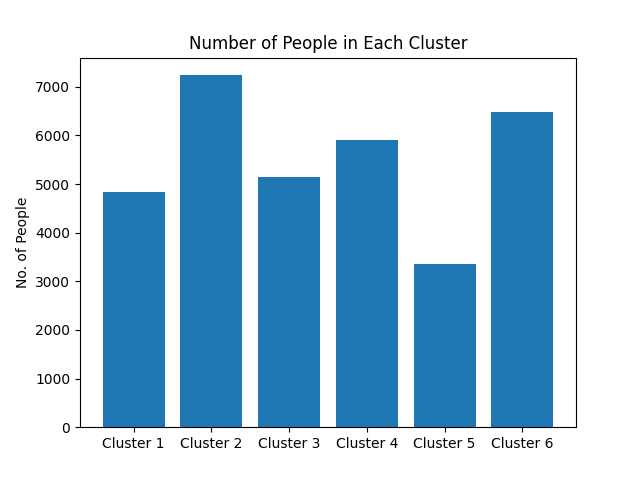 Number of People in Each Cluster
No. of People
7000
6000
5000
4000
3000
2000
1000
0
Cluster 1 Cluster 2 Cluster 3 Cluster 4 Cluster 5 Cluster 6